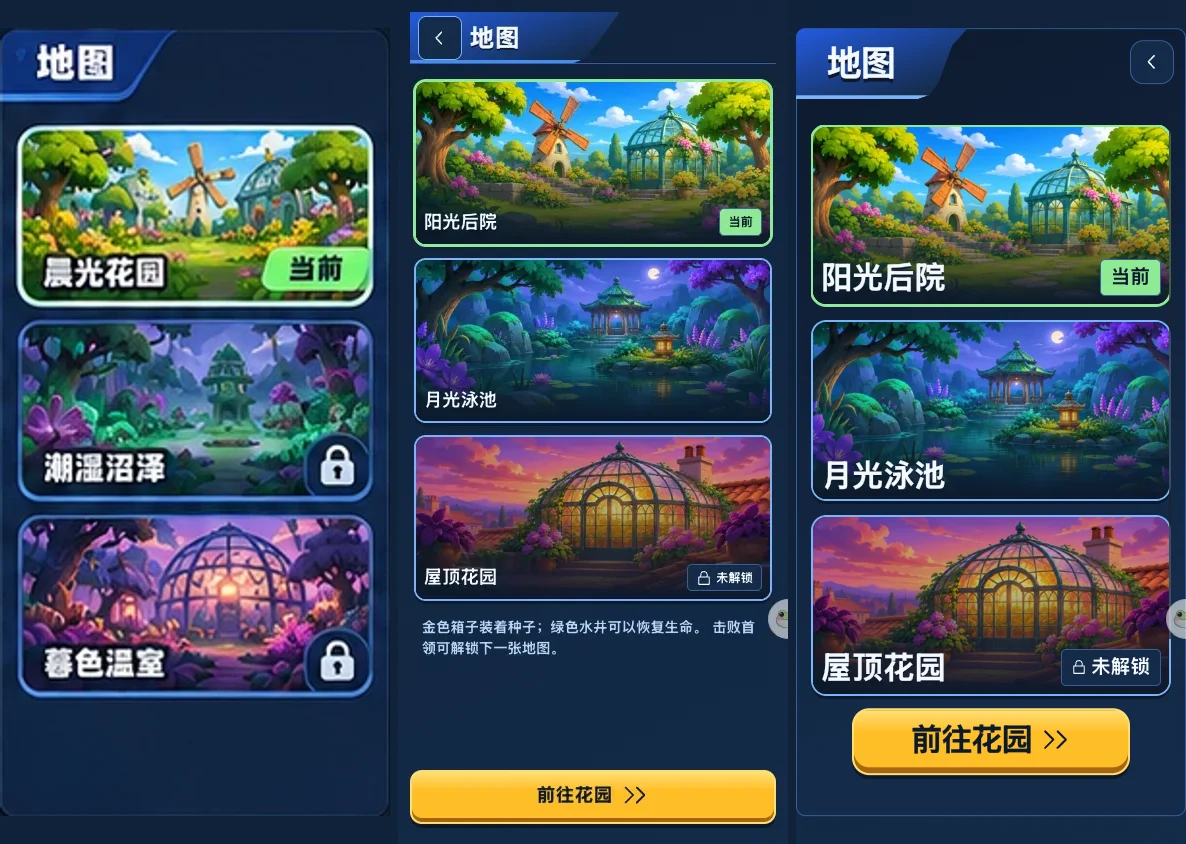 地图
晨光花园
当前
潮湿沼泽
暮色温室
地图
阳光后院
当前
月光泳池
屋顶花园
未解锁
金色箱子装着种子；绿色水井可以恢复生命。 击败首
领可解锁下一张地图。
前往花园
地图
阳光后院
当前
月光泳池
屋顶花园
未解锁
前往花园